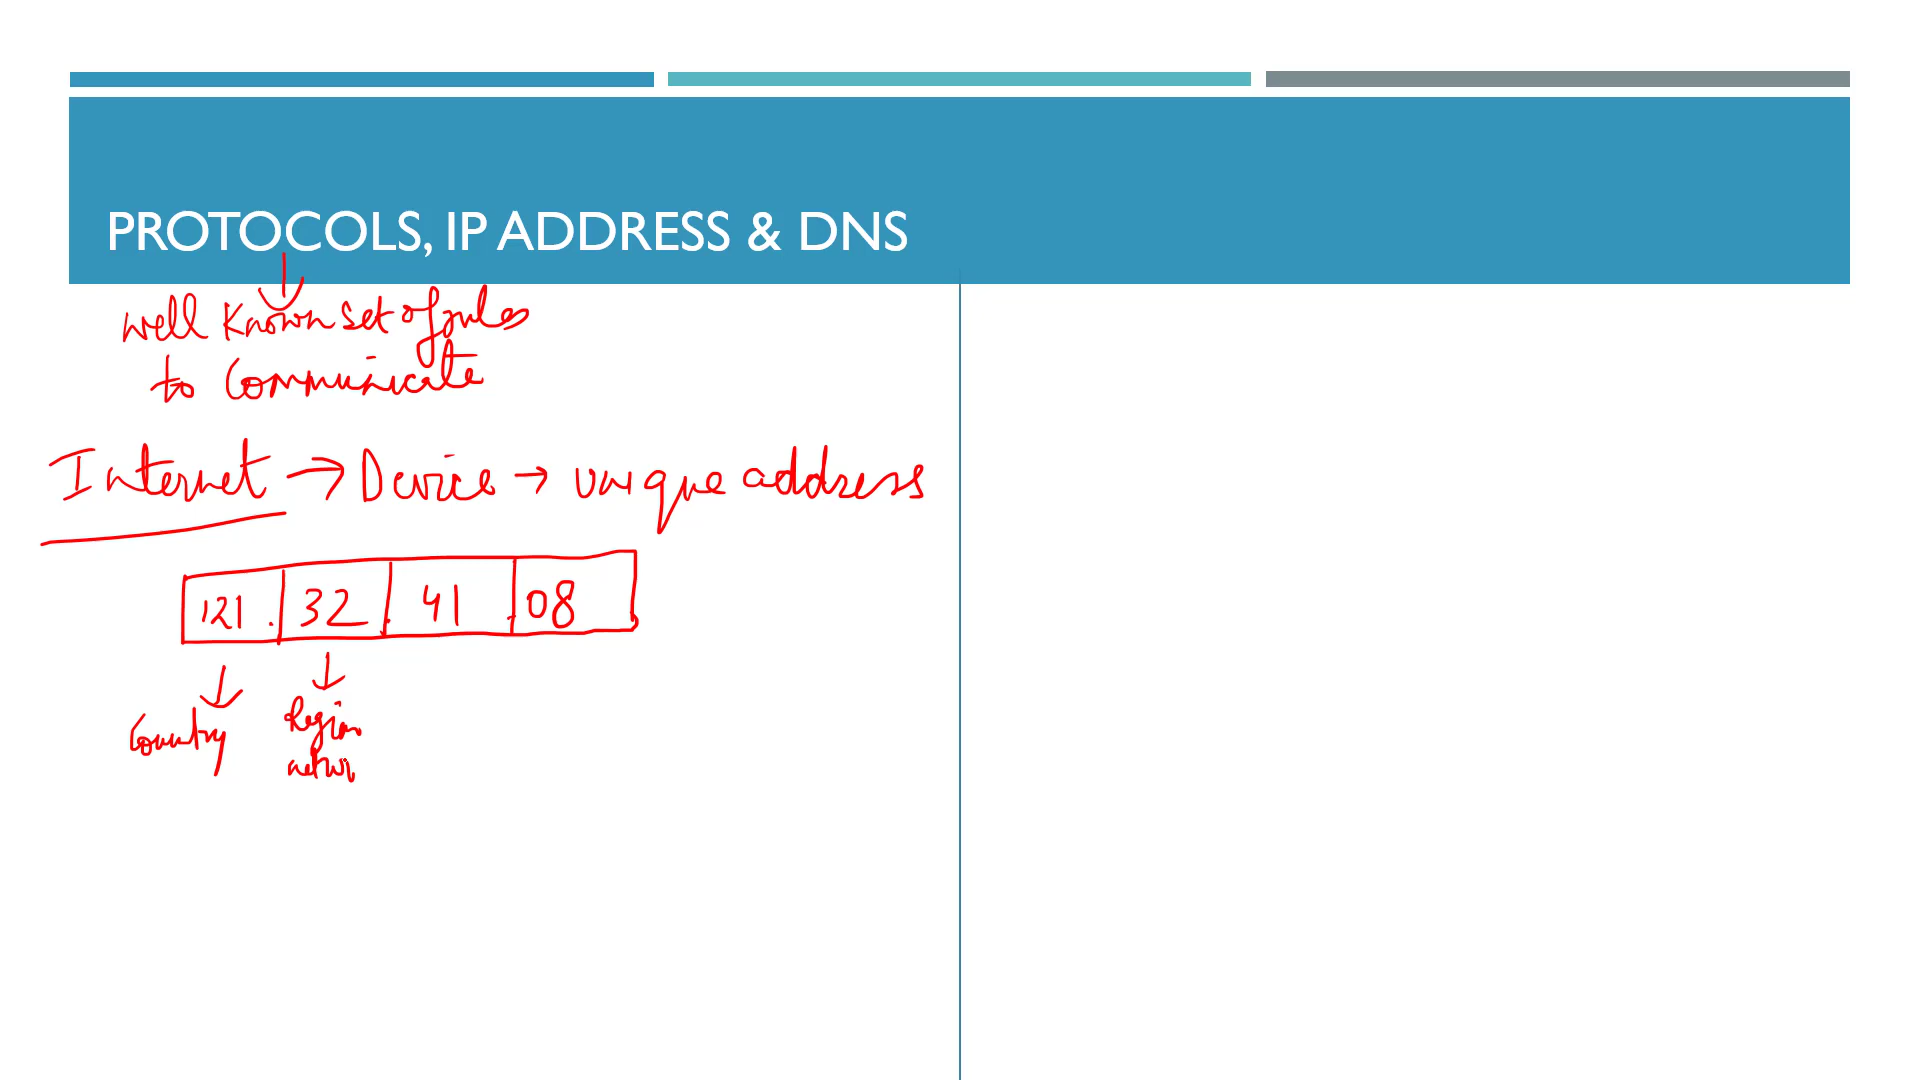 PROTOCOLS, IP ADDRESS & DNS
Well Known set of rules
to Communicate
Internet → Device → unique address
121 . 32 . 41 . 08
Country Region